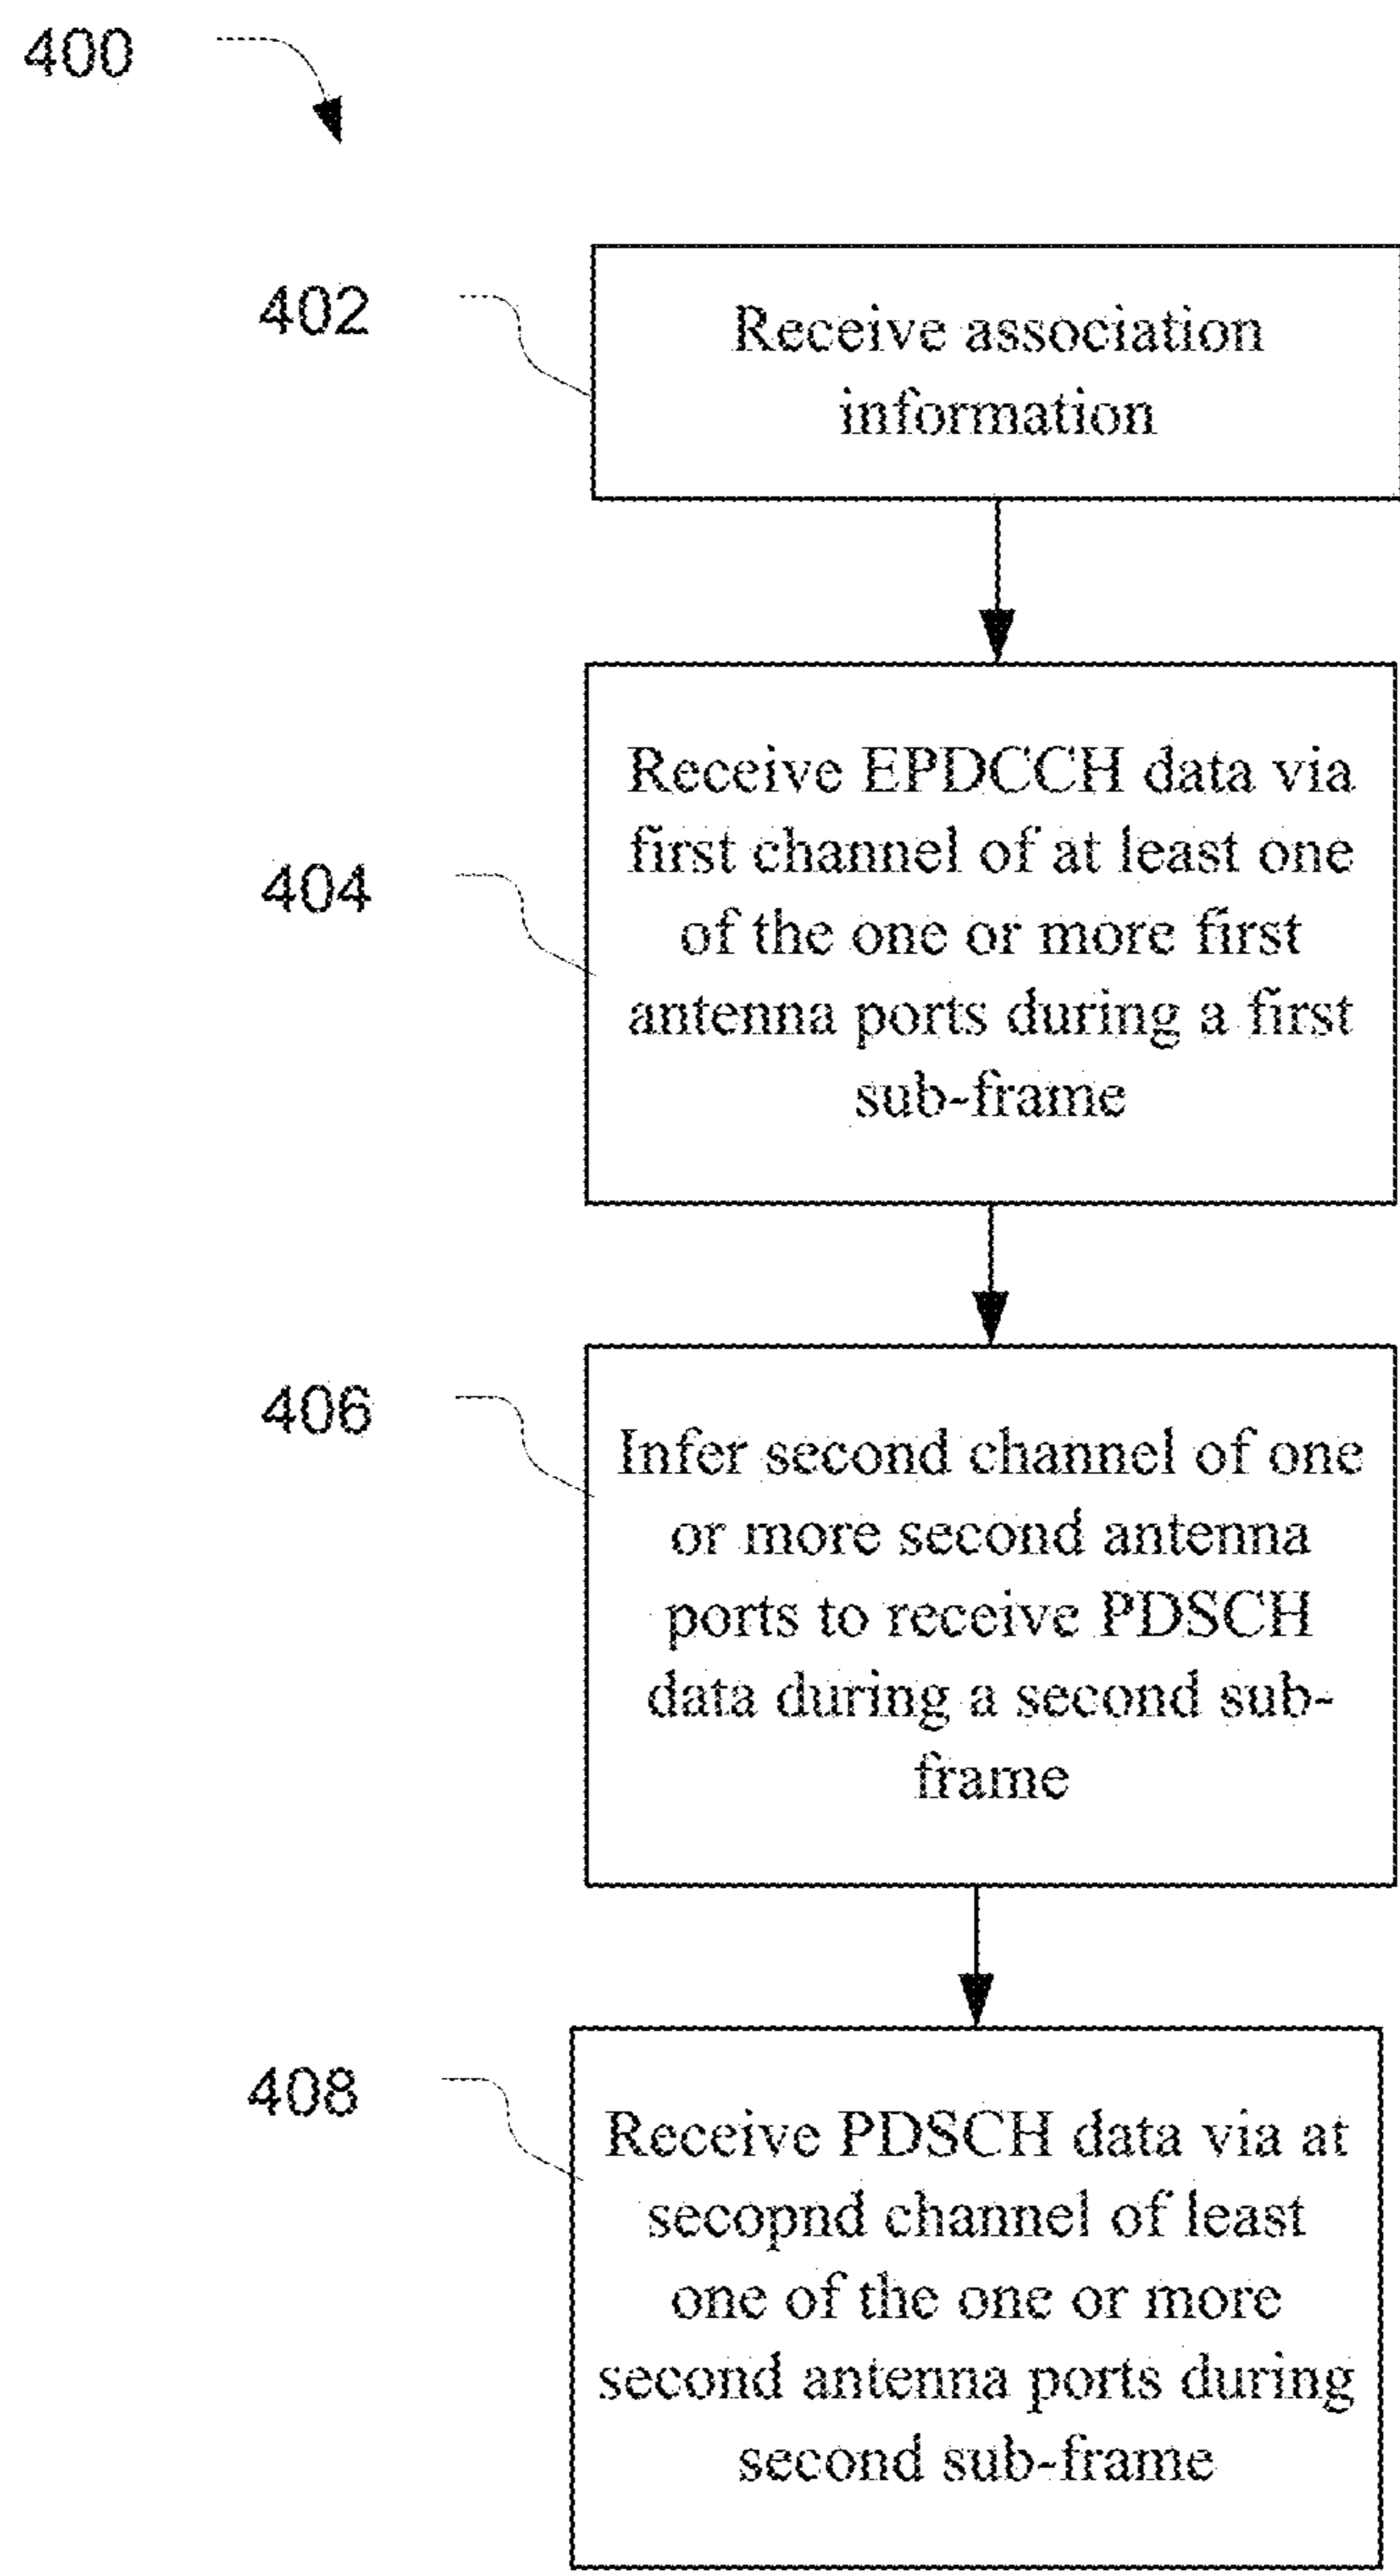 400
402
Receive association
information
404
Receive EPDCCH data via
first channel of at least one
of the one or more first
antenna ports during a first
sub-frame
406
Infer second channel of one
or more second antenna
ports to receive PDSCH
data during a second sub-
frame
408
Receive PDSCH data via at
secopnd channel of least
one of the one or more
second antenna ports during
second sub-frame